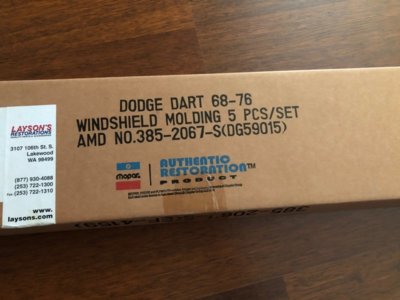 DODGE DART 68-76
WINDSHIELD MOLDING 5 PCS/SET
AMD NO.385-2067-S(DG59015)
LAYSON'S
RESTORATIONS
3107 106th St. S.
Lakewood
WA 98499
(877) 930-4088
(253) 722-1300
Fax (253) 722-1310
www.
laysons.com
mopar
AUTHENTIC
RESTORATION
PRODUCT